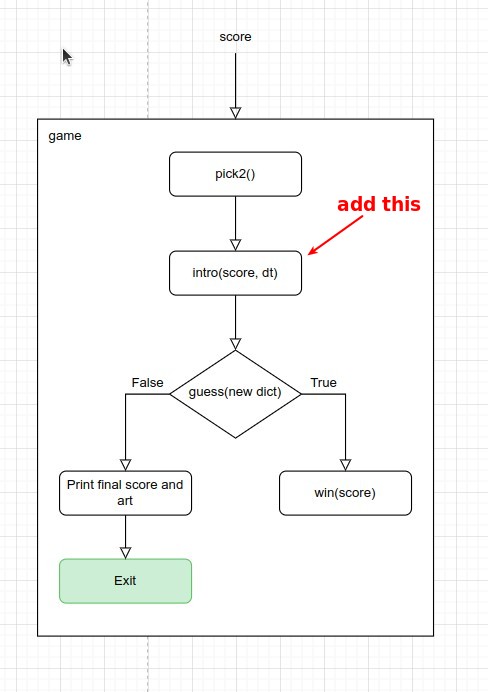 score
game
pick2()
add this
intro(score, dt)
False
guess(new dict)
True
Print final score and
art
win(score)
Exit